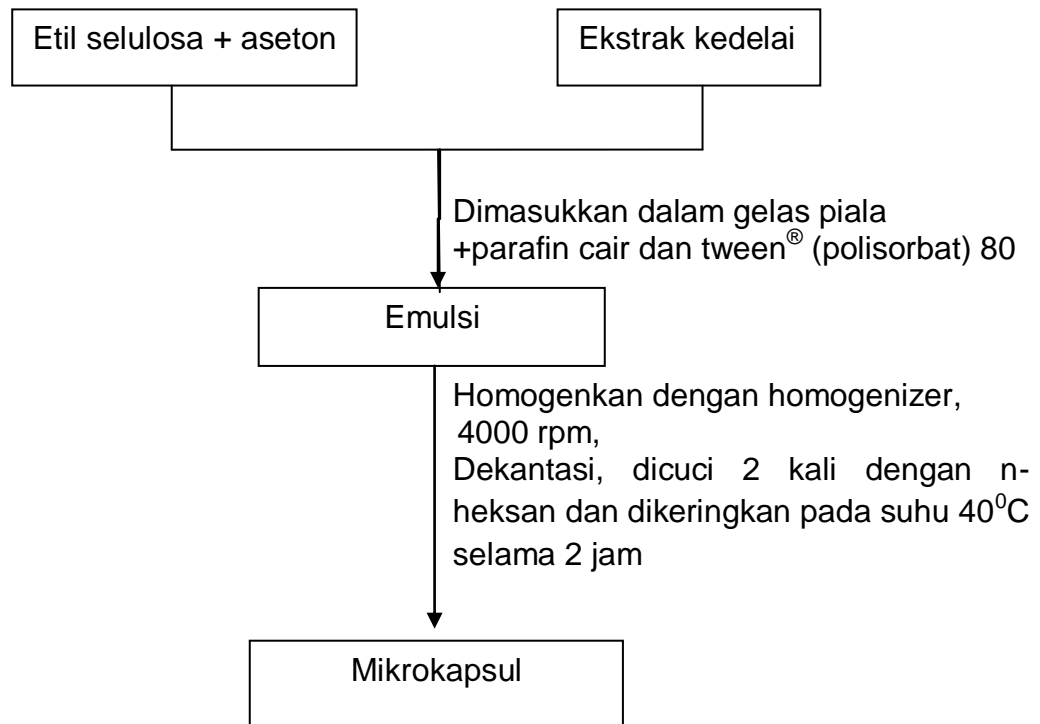 Etil selulosa + aseton
Ekstrak kedelai
Dimasukkan dalam gelas piala
+parafin cair dan tween® (polisorbat) 80
Emulsi
Homogenkan dengan homogenizer,
4000 rpm,
Dekantasi, dicuci 2 kali dengan n-
heksan dan dikeringkan pada suhu 40⁰C
selama 2 jam
Mikrokapsul